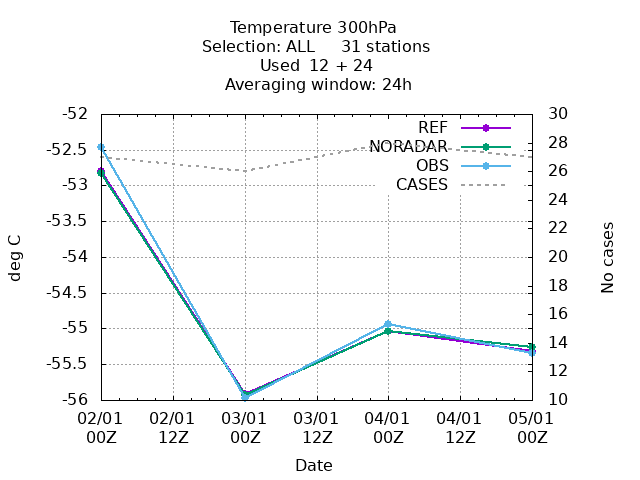 Temperature 300hPa
Selection: ALL 31 stations
Used 12 + 24
Averaging window: 24h
-52
-52.5
-53
-53.5
-54
-54.5
-55
-55.5
-56
deg C
30
28
26
24
22
20
18
16
14
12
10
No cases
REF
NORADAR
OBS
CASES
02/01 02/01 03/01 03/01 04/01 04/01 05/01
00Z 12Z 00Z 12Z 00Z 12Z 00Z
Date